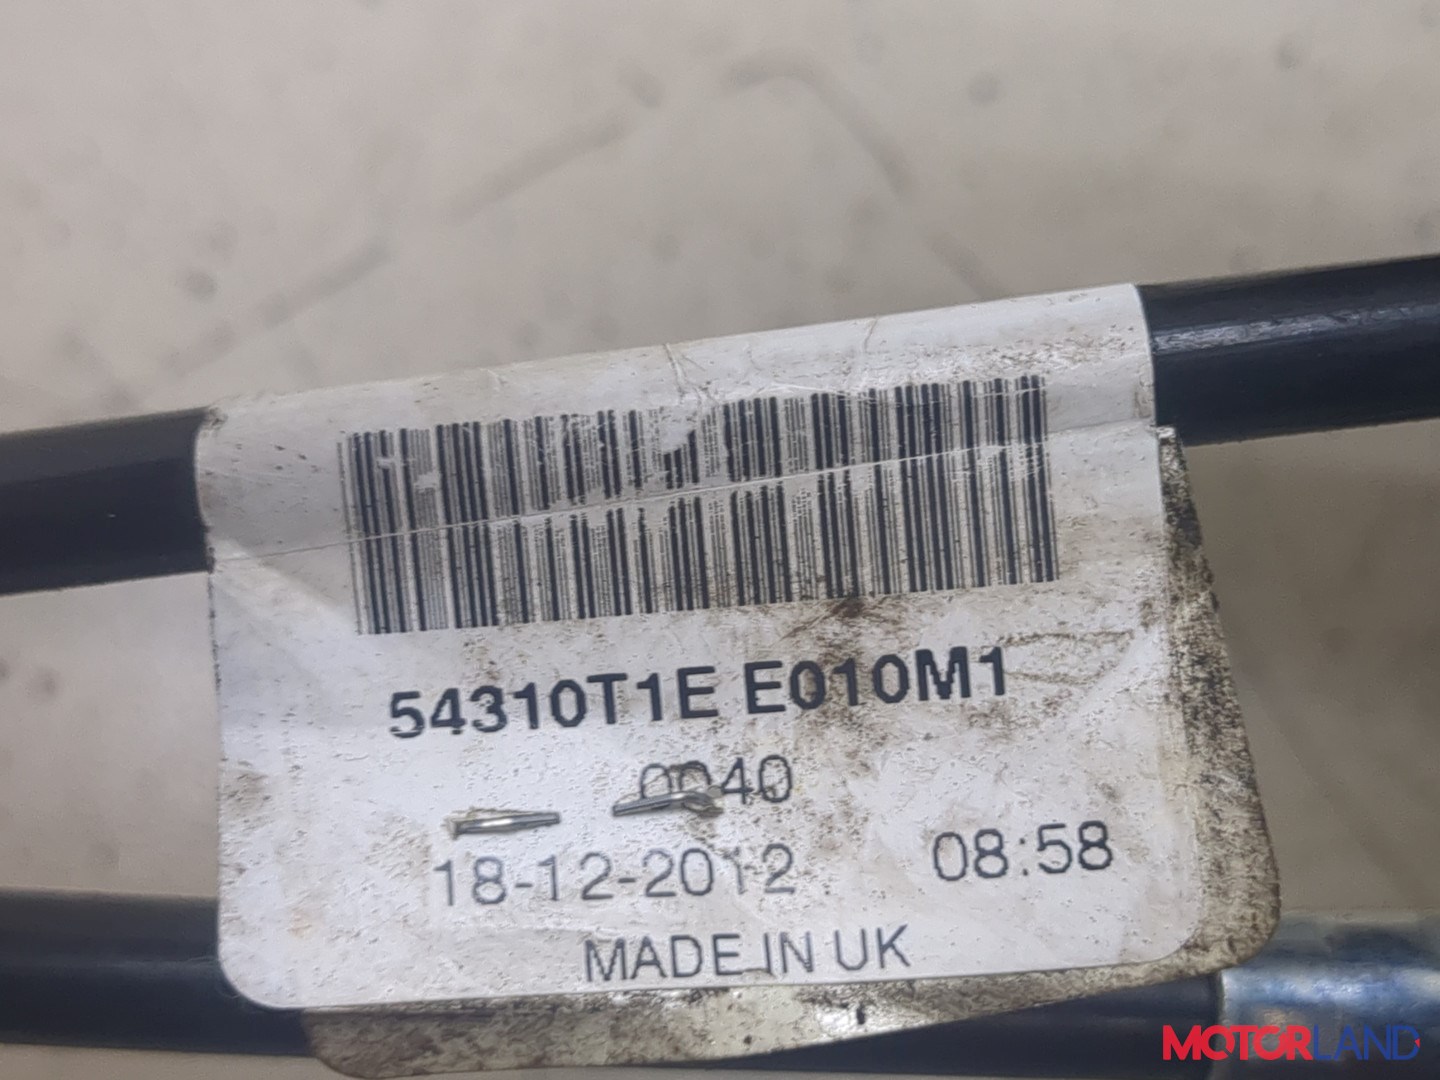 54310T1E E010M1
0040
18-12-2012 08:58
MADE IN UK
MOTORLAND